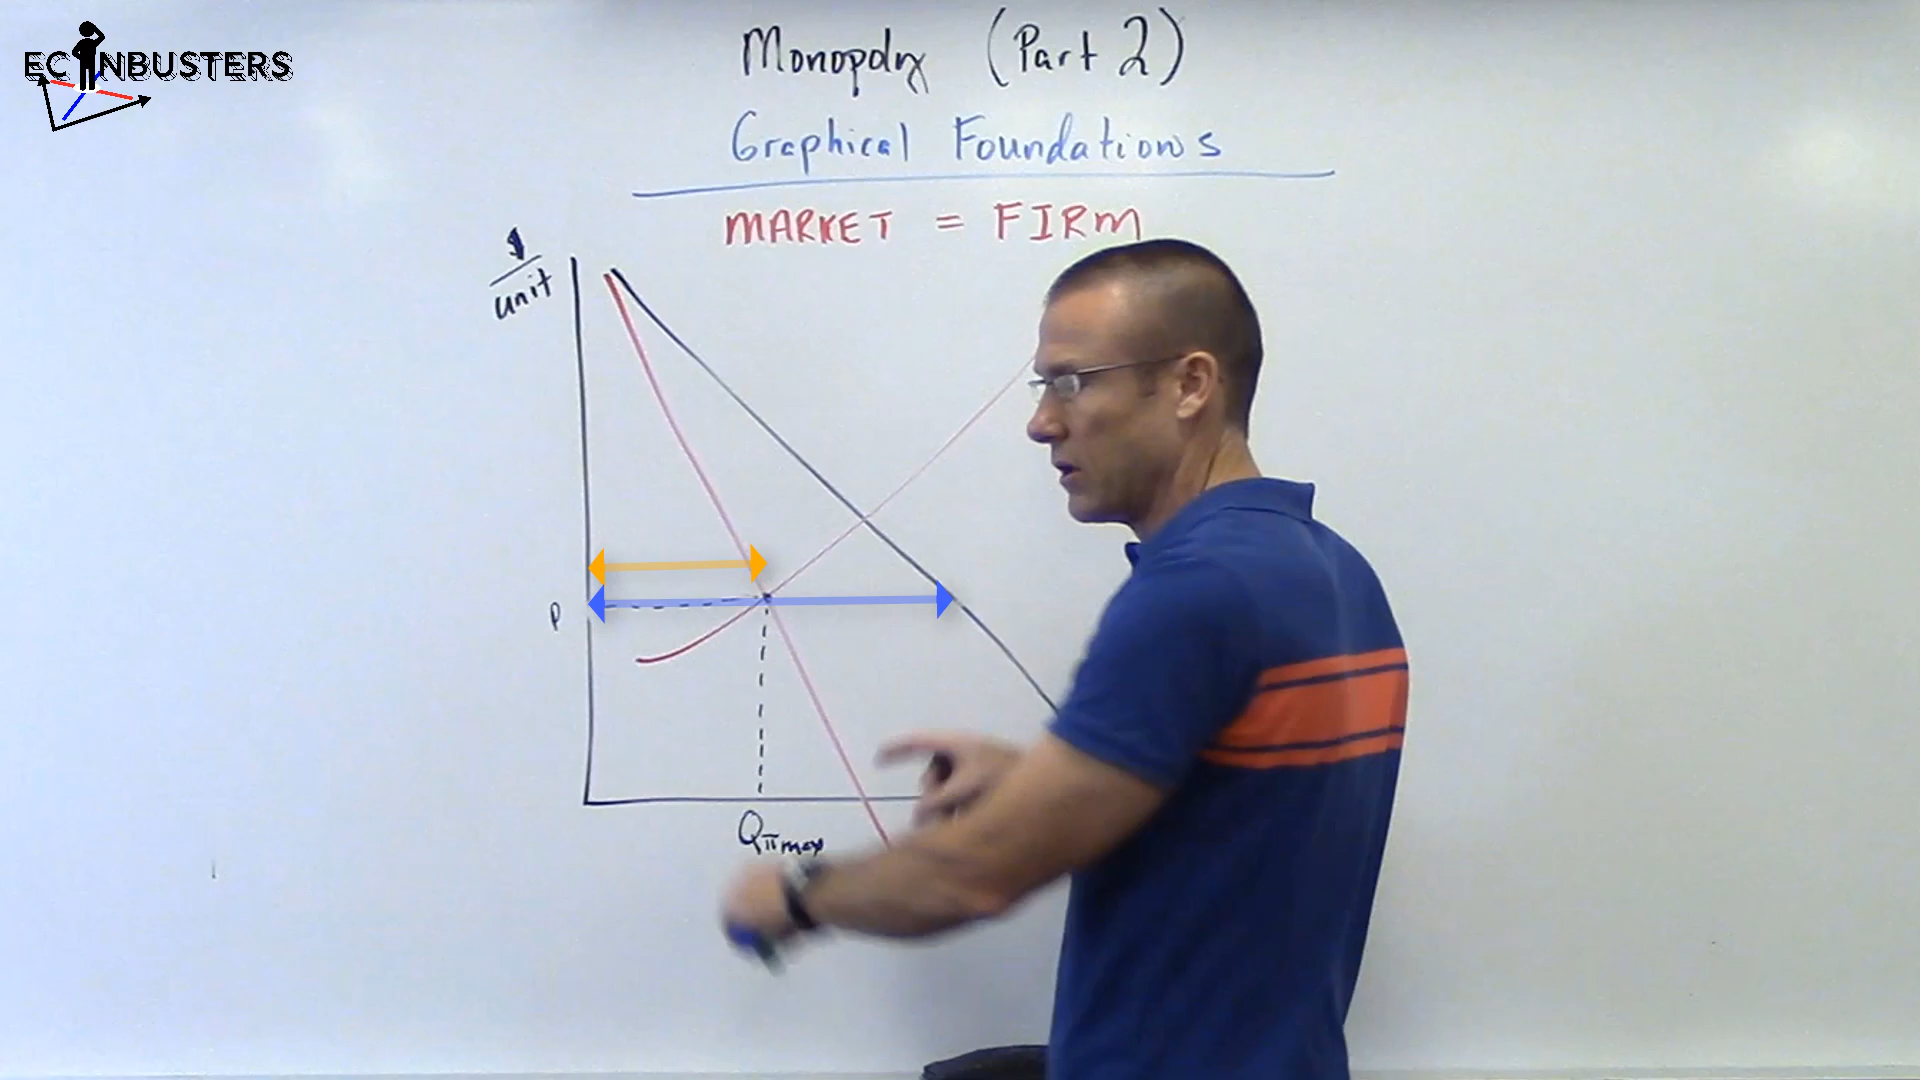 ECONBUSTERS
Monopoly (Part 2)
Graphical Foundations
MARKET = FIRM
$
unit
P
Qπmax